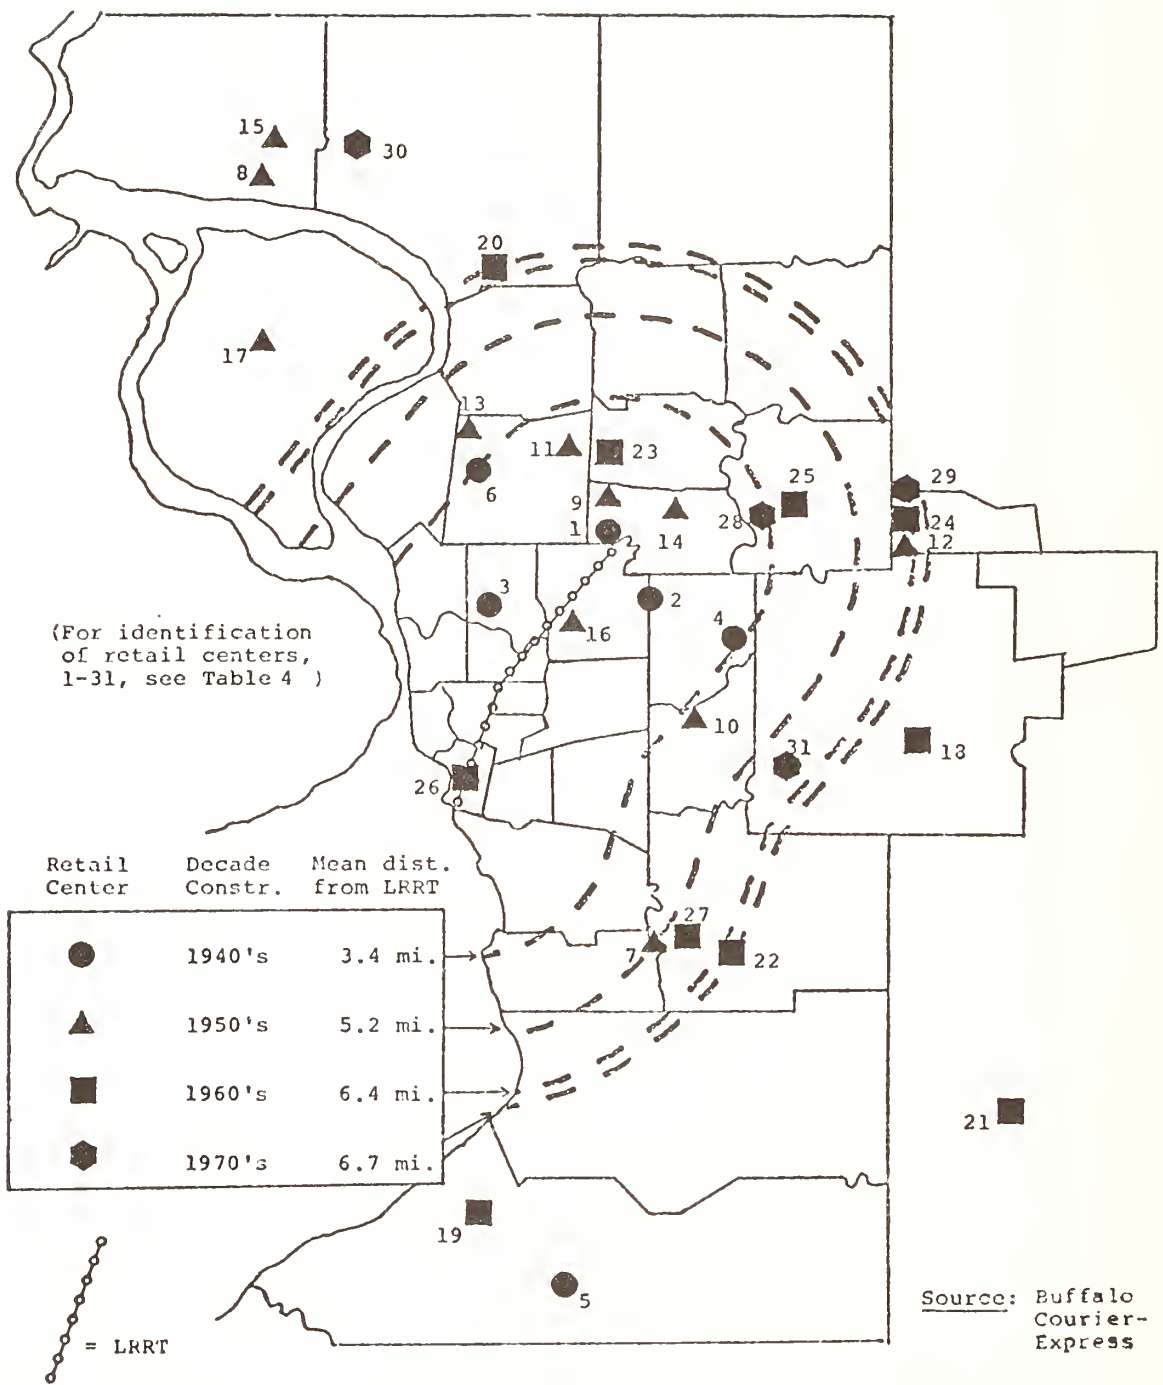 15
8
30
20
17
13
11
23
6
9
25
29
1
28
24
14
12
3
2
4
16
(For identification
of retail centers,
1-31, see Table 4 )
10
31
18
26
Retail Decade Mean dist.
Center Constr. from LRRT
1940's 3.4 mi.
1950's 5.2 mi.
1960's 6.4 mi.
1970's 6.7 mi.
27
7
22
21
19
5
= LRRT
Source: Buffalo
Courier-
Express